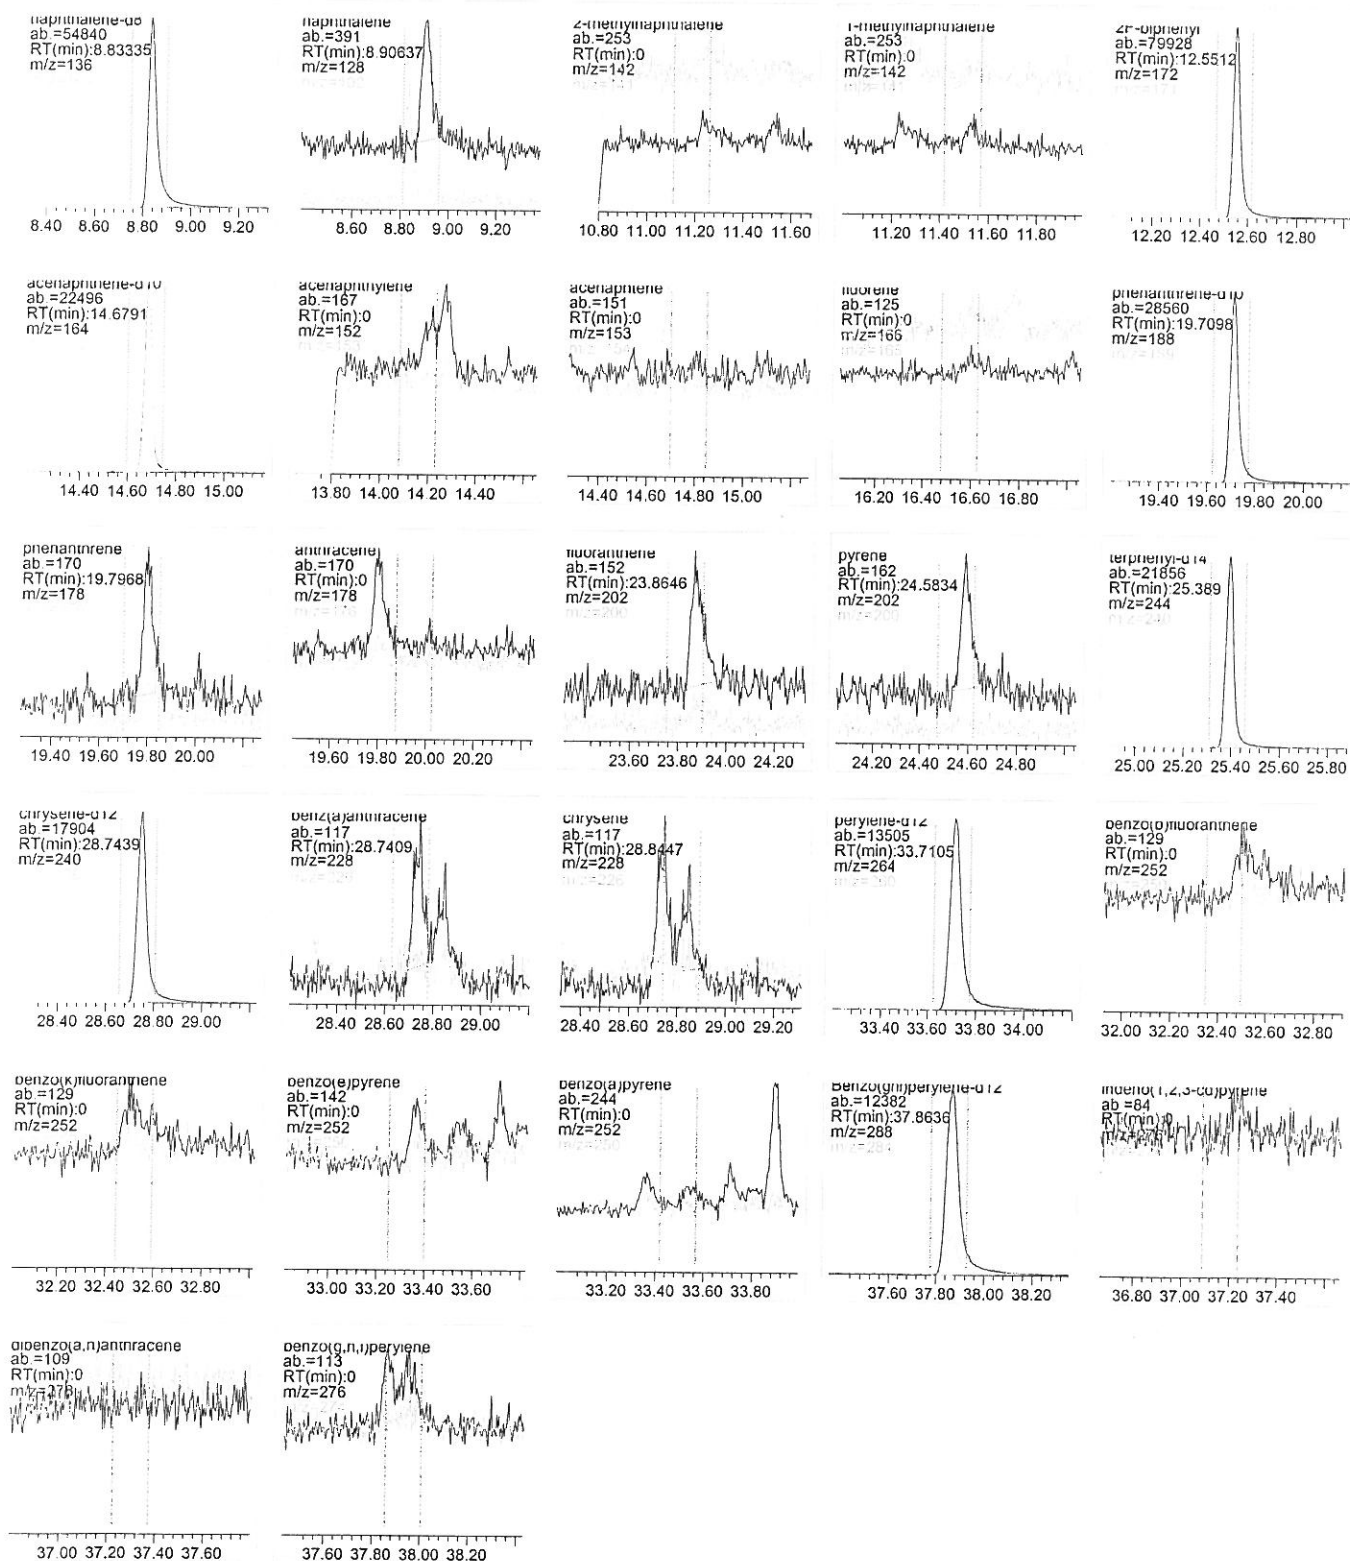 naphthalene-d8
ab.=54840
RT(min):8.83335
m/z=136
8.40 8.60 8.80 9.00 9.20
naphthalene
ab.=391
RT(min):8.90637
m/z=128
8.60 8.80 9.00 9.20
2-methylnaphthalene
ab.=253
RT(min):0
m/z=142
m/z=141
10.80 11.00 11.20 11.40 11.60
1-methylnaphthalene
ab.=253
RT(min):0
m/z=142
m/z=141
11.20 11.40 11.60 11.80
2F-biphenyl
ab.=79928
RT(min):12.5512
m/z=172
m/z=171
12.20 12.40 12.60 12.80
acenaphthene-d10
ab.=22496
RT(min):14.6791
m/z=164
14.40 14.60 14.80 15.00
acenaphthylene
ab.=167
RT(min):0
m/z=152
m/z=153
13.80 14.00 14.20 14.40
acenaphtene
ab.=151
RT(min):0
m/z=153
m/z=154
14.40 14.60 14.80 15.00
fluorene
ab.=125
RT(min):0
m/z=166
m/z=165
16.20 16.40 16.60 16.80
phenanthrene-d10
ab.=28560
RT(min):19.7098
m/z=188
m/z=189
19.40 19.60 19.80 20.00
phenanthrene
ab.=170
RT(min):19.7968
m/z=178
19.40 19.60 19.80 20.00
anthracene
ab.=170
RT(min):0
m/z=178
m/z=176
19.60 19.80 20.00 20.20
fluoranthene
ab.=152
RT(min):23.8646
m/z=202
m/z=200
23.60 23.80 24.00 24.20
pyrene
ab.=162
RT(min):24.5834
m/z=202
m/z=200
24.20 24.40 24.60 24.80
terphenyl-d14
ab.=21856
RT(min):25.389
m/z=244
m/z=240
25.00 25.20 25.40 25.60 25.80
chrysene-d12
ab.=17904
RT(min):28.7439
m/z=240
28.40 28.60 28.80 29.00
benz(a)anthracene
ab.=117
RT(min):28.7409
m/z=228
m/z=229
28.40 28.60 28.80 29.00
chrysene
ab.=117
RT(min):28.8447
m/z=228
m/z=226
28.40 28.60 28.80 29.00 29.20
perylene-d12
ab.=13505
RT(min):33.7105
m/z=264
m/z=260
33.40 33.60 33.80 34.00
benzo(b)fluoranthene
ab.=129
RT(min):0
m/z=252
32.00 32.20 32.40 32.60 32.80
benzo(k)fluoranthene
ab.=129
RT(min):0
m/z=252
32.20 32.40 32.60 32.80
benzo(e)pyrene
ab.=142
RT(min):0
m/z=252
33.00 33.20 33.40 33.60
benzo(a)pyrene
ab.=244
RT(min):0
m/z=252
33.20 33.40 33.60 33.80
Benzo(ghi)perylene-d12
ab.=12382
RT(min):37.8636
m/z=288
37.60 37.80 38.00 38.20
indeno(1,2,3-cd)pyrene
ab.=84
RT(min):0
m/z=276
36.80 37.00 37.20 37.40
dibenzo(a,h)anthracene
ab.=109
RT(min):0
m/z=278
37.00 37.20 37.40 37.60
benzo(g,h,i)perylene
ab.=113
RT(min):0
m/z=276
37.60 37.80 38.00 38.20